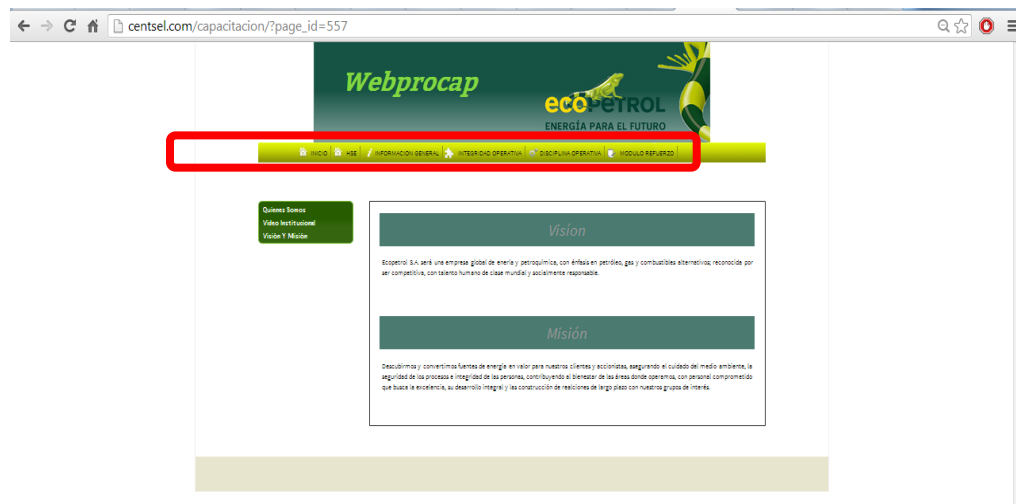 centsel.com/capacitacion/?page_id=557
Webprocap
ecopetrol
ENERGÍA PARA EL FUTURO
INICIO HSE INFORMACION GENERAL INTEGRIDAD OPERATIVA DISCIPLINA OPERATIVA MODULO REFUERZO
Quienes Somos
Video Institucional
Visión Y Misión
Visíon
Ecopetrol S.A. será una empresa global de enería y petroquímica, con énfasis en petróleo, gas y combustibles alternativos; reconocida por
ser competitiva, con talento humano de clase mundial y socialmente responsable.
Misión
Descubrimos y convertimos fuentes de energía en valor para nuestros clientes y accionistas, asegurando el cuidado del medio ambiente, la
seguridad de los procesos e integridad de las personas, contribuyendo al bienestar de las áreas donde operamos, con personal comprometido
que busca la excelencia, su desarrollo integral y las construcción de realciones de largo plazo con nuestros grupos de interés.